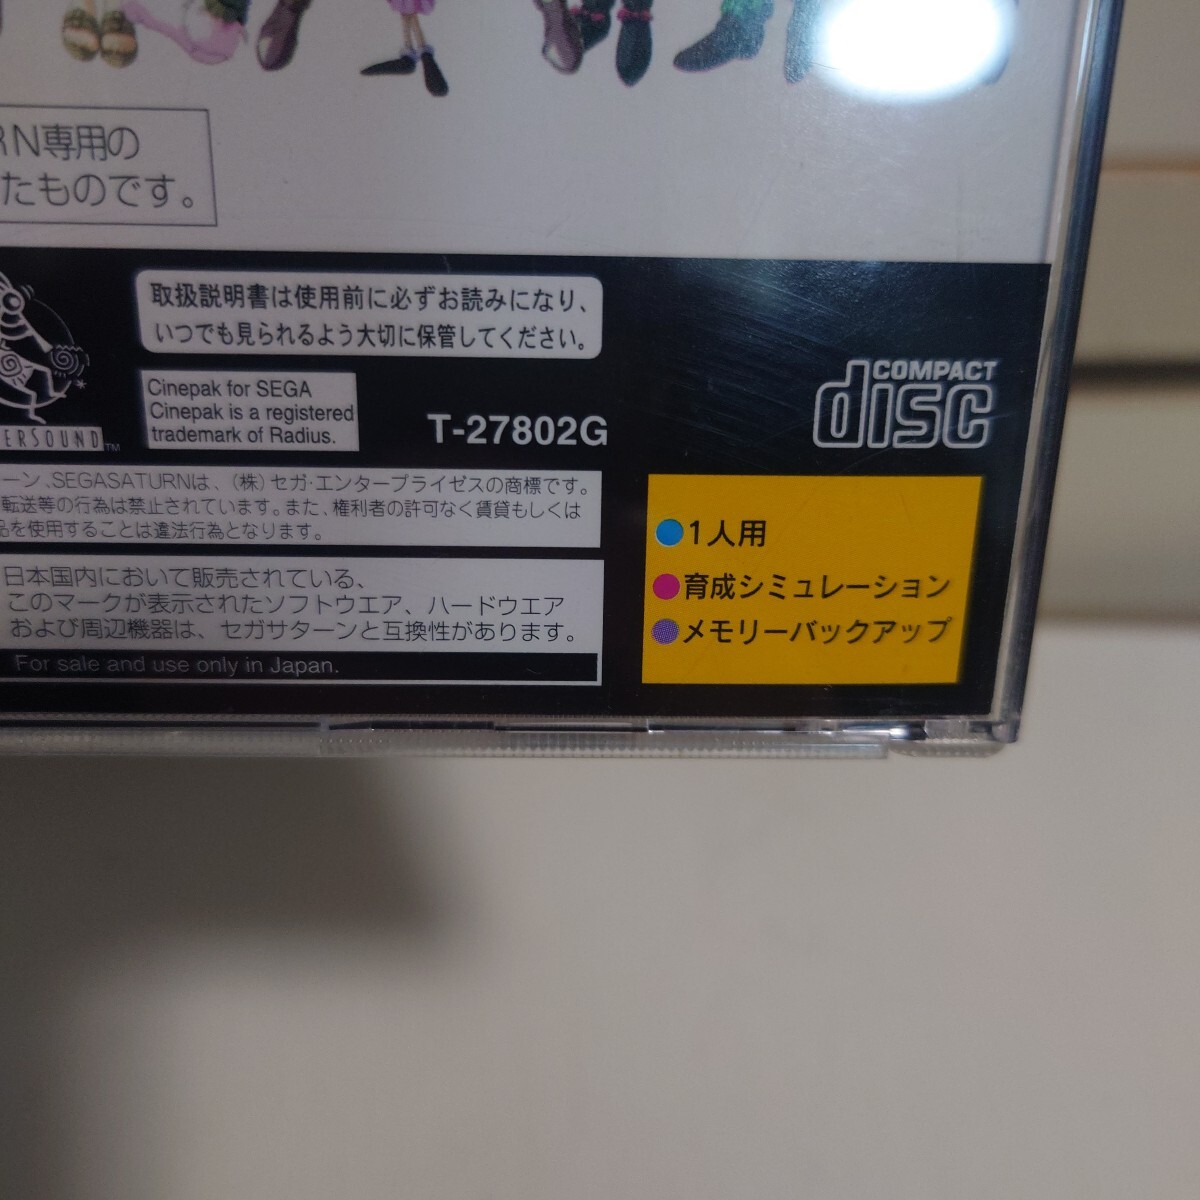 RN専用の
たものです。
取扱説明書は使用前に必ずお読みになり、
いつでも見られるよう大切に保管してください。
Cinepak for SEGA
Cinepak is a registered
trademark of Radius.
ERSOUND™
T-27802G
COMPACT
disc
ーン、SEGASATURNは、(株)セガ・エンタープライゼスの商標です。
転送等の行為は禁止されています。また、権利者の許可なく賃貸もしくは
品を使用することは違法行為となります。
日本国内において販売されている、
このマークが表示されたソフトウエア、ハードウエア
および周辺機器は、セガサターンと互換性があります。
For sale and use only in Japan.
●1人用
●育成シミュレーション
●メモリーバックアップ